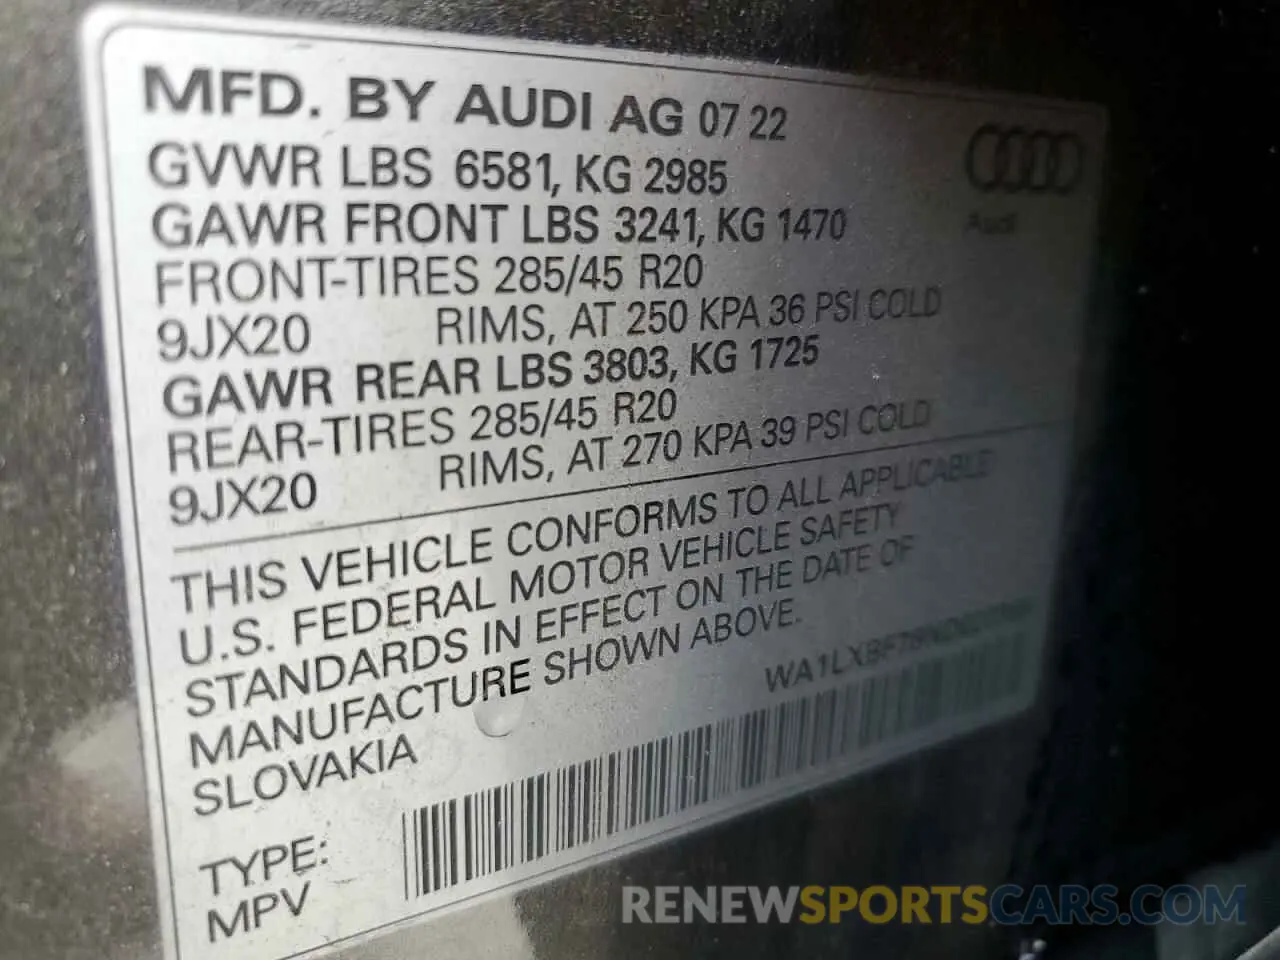 MFD. BY AUDI AG 07 22
GVWR LBS 6581, KG 2985
GAWR FRONT LBS 3241, KG 1470
FRONT-TIRES 285/45 R20
9JX20 RIMS, AT 250 KPA 36 PSI COLD
GAWR REAR LBS 3803, KG 1725
REAR-TIRES 285/45 R20
9JX20 RIMS, AT 270 KPA 39 PSI COLD
Audi
THIS VEHICLE CONFORMS TO ALL APPLICABLE
U.S. FEDERAL MOTOR VEHICLE SAFETY
STANDARDS IN EFFECT ON THE DATE OF
MANUFACTURE SHOWN ABOVE.
SLOVAKIA
TYPE:
MPV
RENEWSPORTSCARS.COM